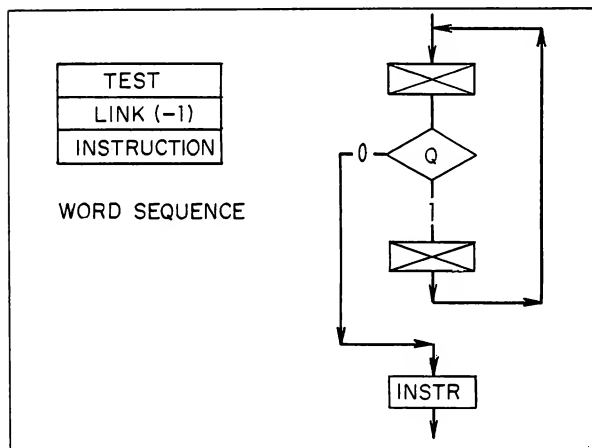 TEST
LINK (-1)
INSTRUCTION
WORD SEQUENCE
0
Q
1
INSTR